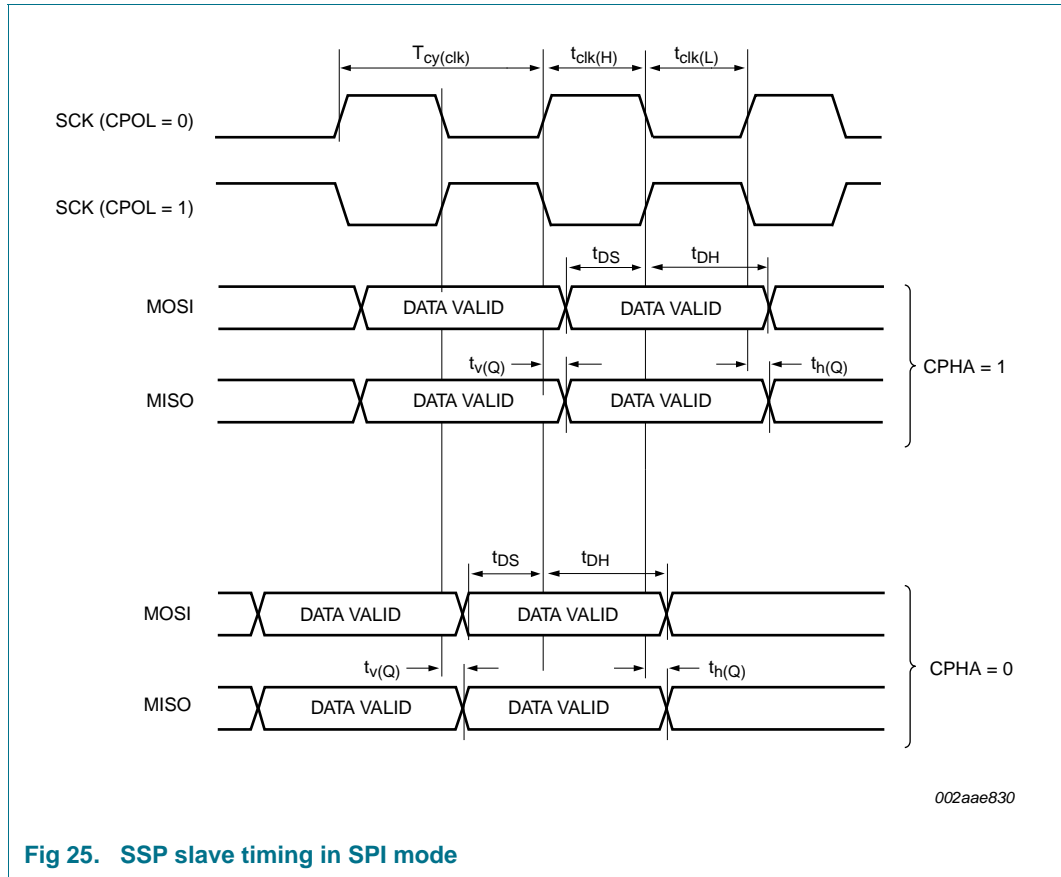 Tcy(clk) tclk(H) tclk(L)
SCK (CPOL = 0)
SCK (CPOL = 1)
tDS tDH
MOSI DATA VALID DATA VALID
tv(Q) th(Q)
CPHA = 1
MISO DATA VALID DATA VALID
tDS tDH
MOSI DATA VALID DATA VALID
tv(Q) th(Q)
CPHA = 0
MISO DATA VALID DATA VALID
002aae830
Fig 25. SSP slave timing in SPI mode